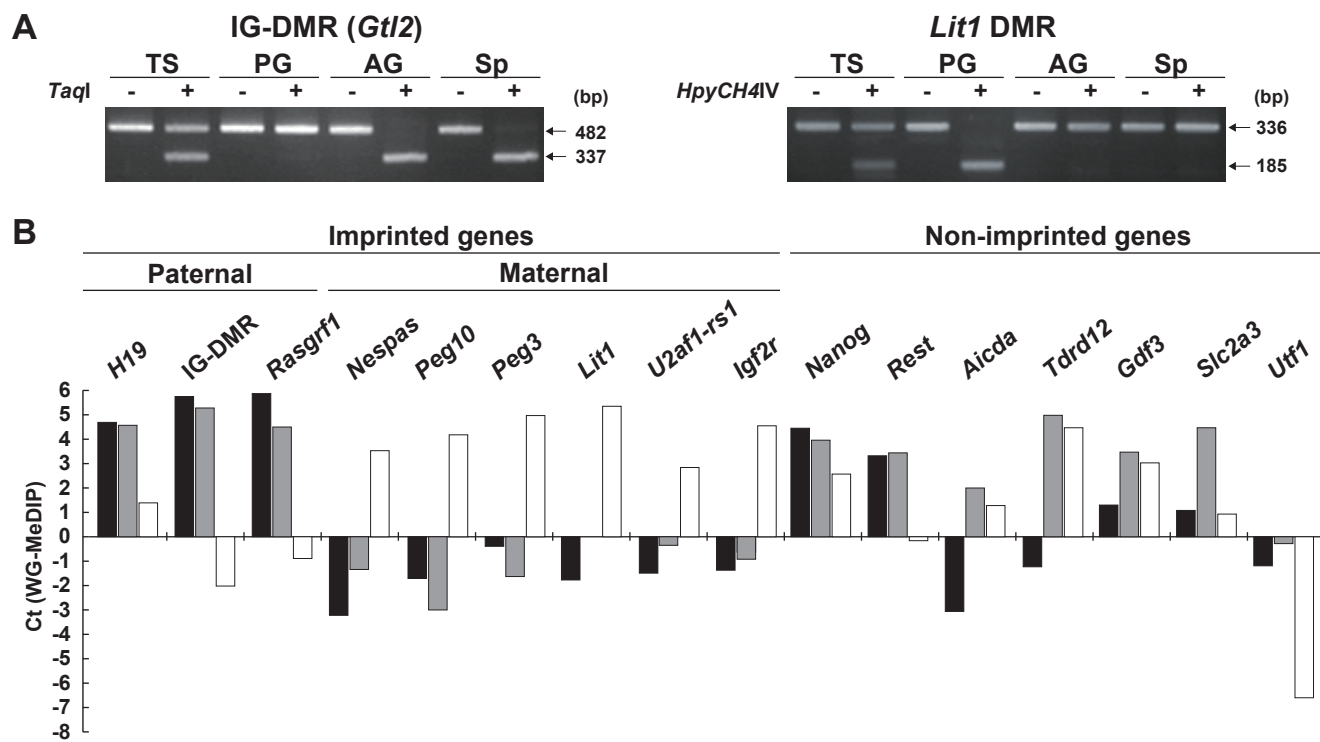 A
IG-DMR (Gtl2)
TS PG AG Sp
TaqI - + - + - + - + (bp)
482
337
Lit1 DMR
TS PG AG Sp
HpyCH4IV - + - + - + - + (bp)
336
185
B
Imprinted genes Non-imprinted genes
Paternal Maternal
H19 IG-DMR Rasgrf1 Nespas Peg10 Peg3 Lit1 U2af1-rs1 Igf2r Nanog Rest Aicda Tdrd12 Gdf3 Slc2a3 Utf1
Ct (WG-MeDIP)
6
5
4
3
2
1
0
-1
-2
-3
-4
-5
-6
-7
-8